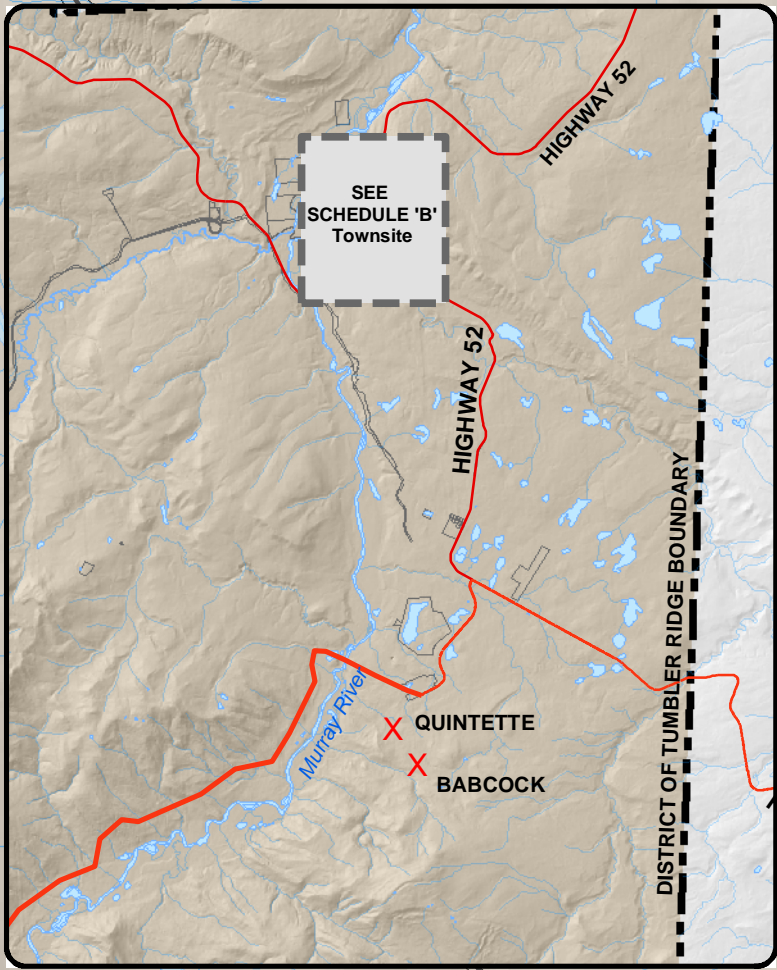 HIGHWAY 52
SEE
SCHEDULE 'B'
Townsite
HIGHWAY 52
DISTRICT OF TUMBLER RIDGE BOUNDARY
Murray River
X QUINTETTE
X BABCOCK